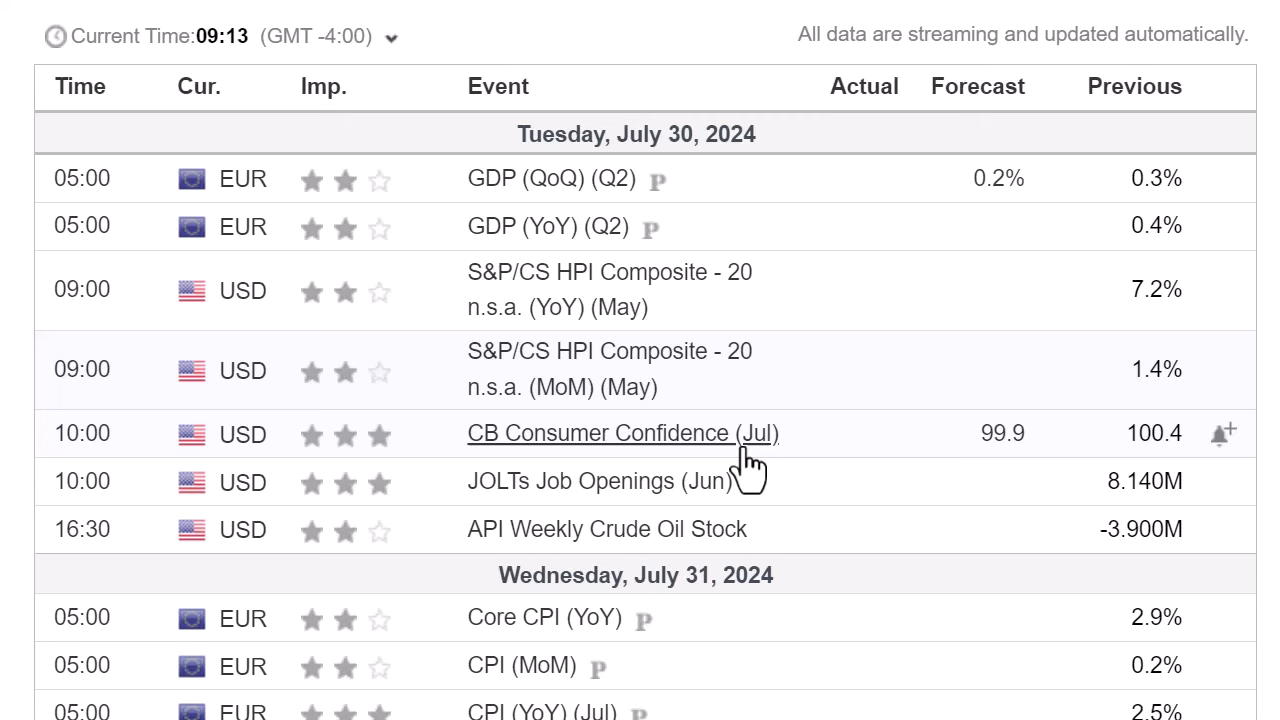 Current Time:09:13 (GMT -4:00) All data are streaming and updated automatically.
Time Cur. Imp. Event Actual Forecast Previous
Tuesday, July 30, 2024
05:00 EUR GDP (QoQ) (Q2) P 0.2% 0.3%
05:00 EUR GDP (YoY) (Q2) P 0.4%
09:00 USD S&P/CS HPI Composite - 20
n.s.a. (YoY) (May) 7.2%
09:00 USD S&P/CS HPI Composite - 20
n.s.a. (MoM) (May) 1.4%
10:00 USD CB Consumer Confidence (Jul) 99.9 100.4
10:00 USD JOLTs Job Openings (Jun) 8.140M
16:30 USD API Weekly Crude Oil Stock -3.900M
Wednesday, July 31, 2024
05:00 EUR Core CPI (YoY) P 2.9%
05:00 EUR CPI (MoM) P 0.2%
05:00 EUR CPI (YoY) (Jul) P 2.5%